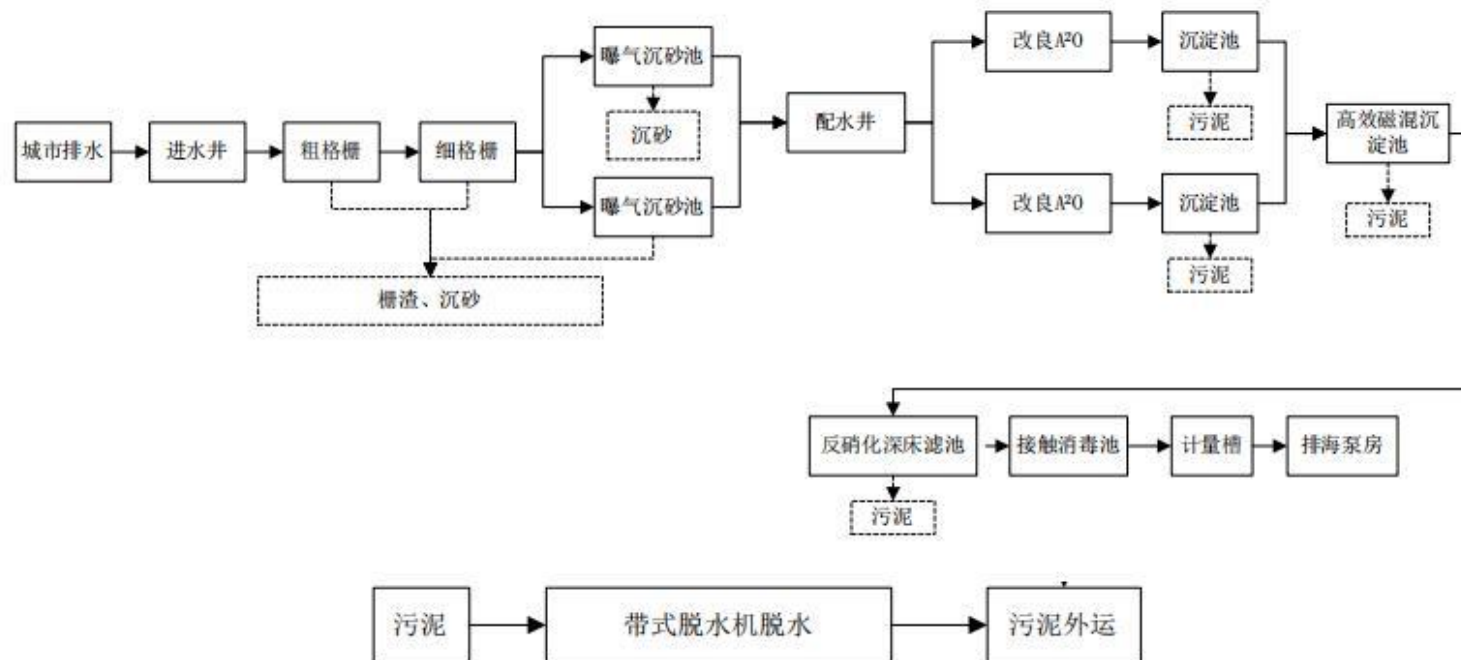 城市排水
进水井
粗格栅
细格栅
曝气沉砂池
沉砂
曝气沉砂池
栅渣、沉砂
配水井
改良A²O
沉淀池
污泥
改良A²O
沉淀池
污泥
高效磁混沉
淀池
污泥
反硝化深床滤池
污泥
接触消毒池
计量槽
排海泵房
污泥
带式脱水机脱水
污泥外运